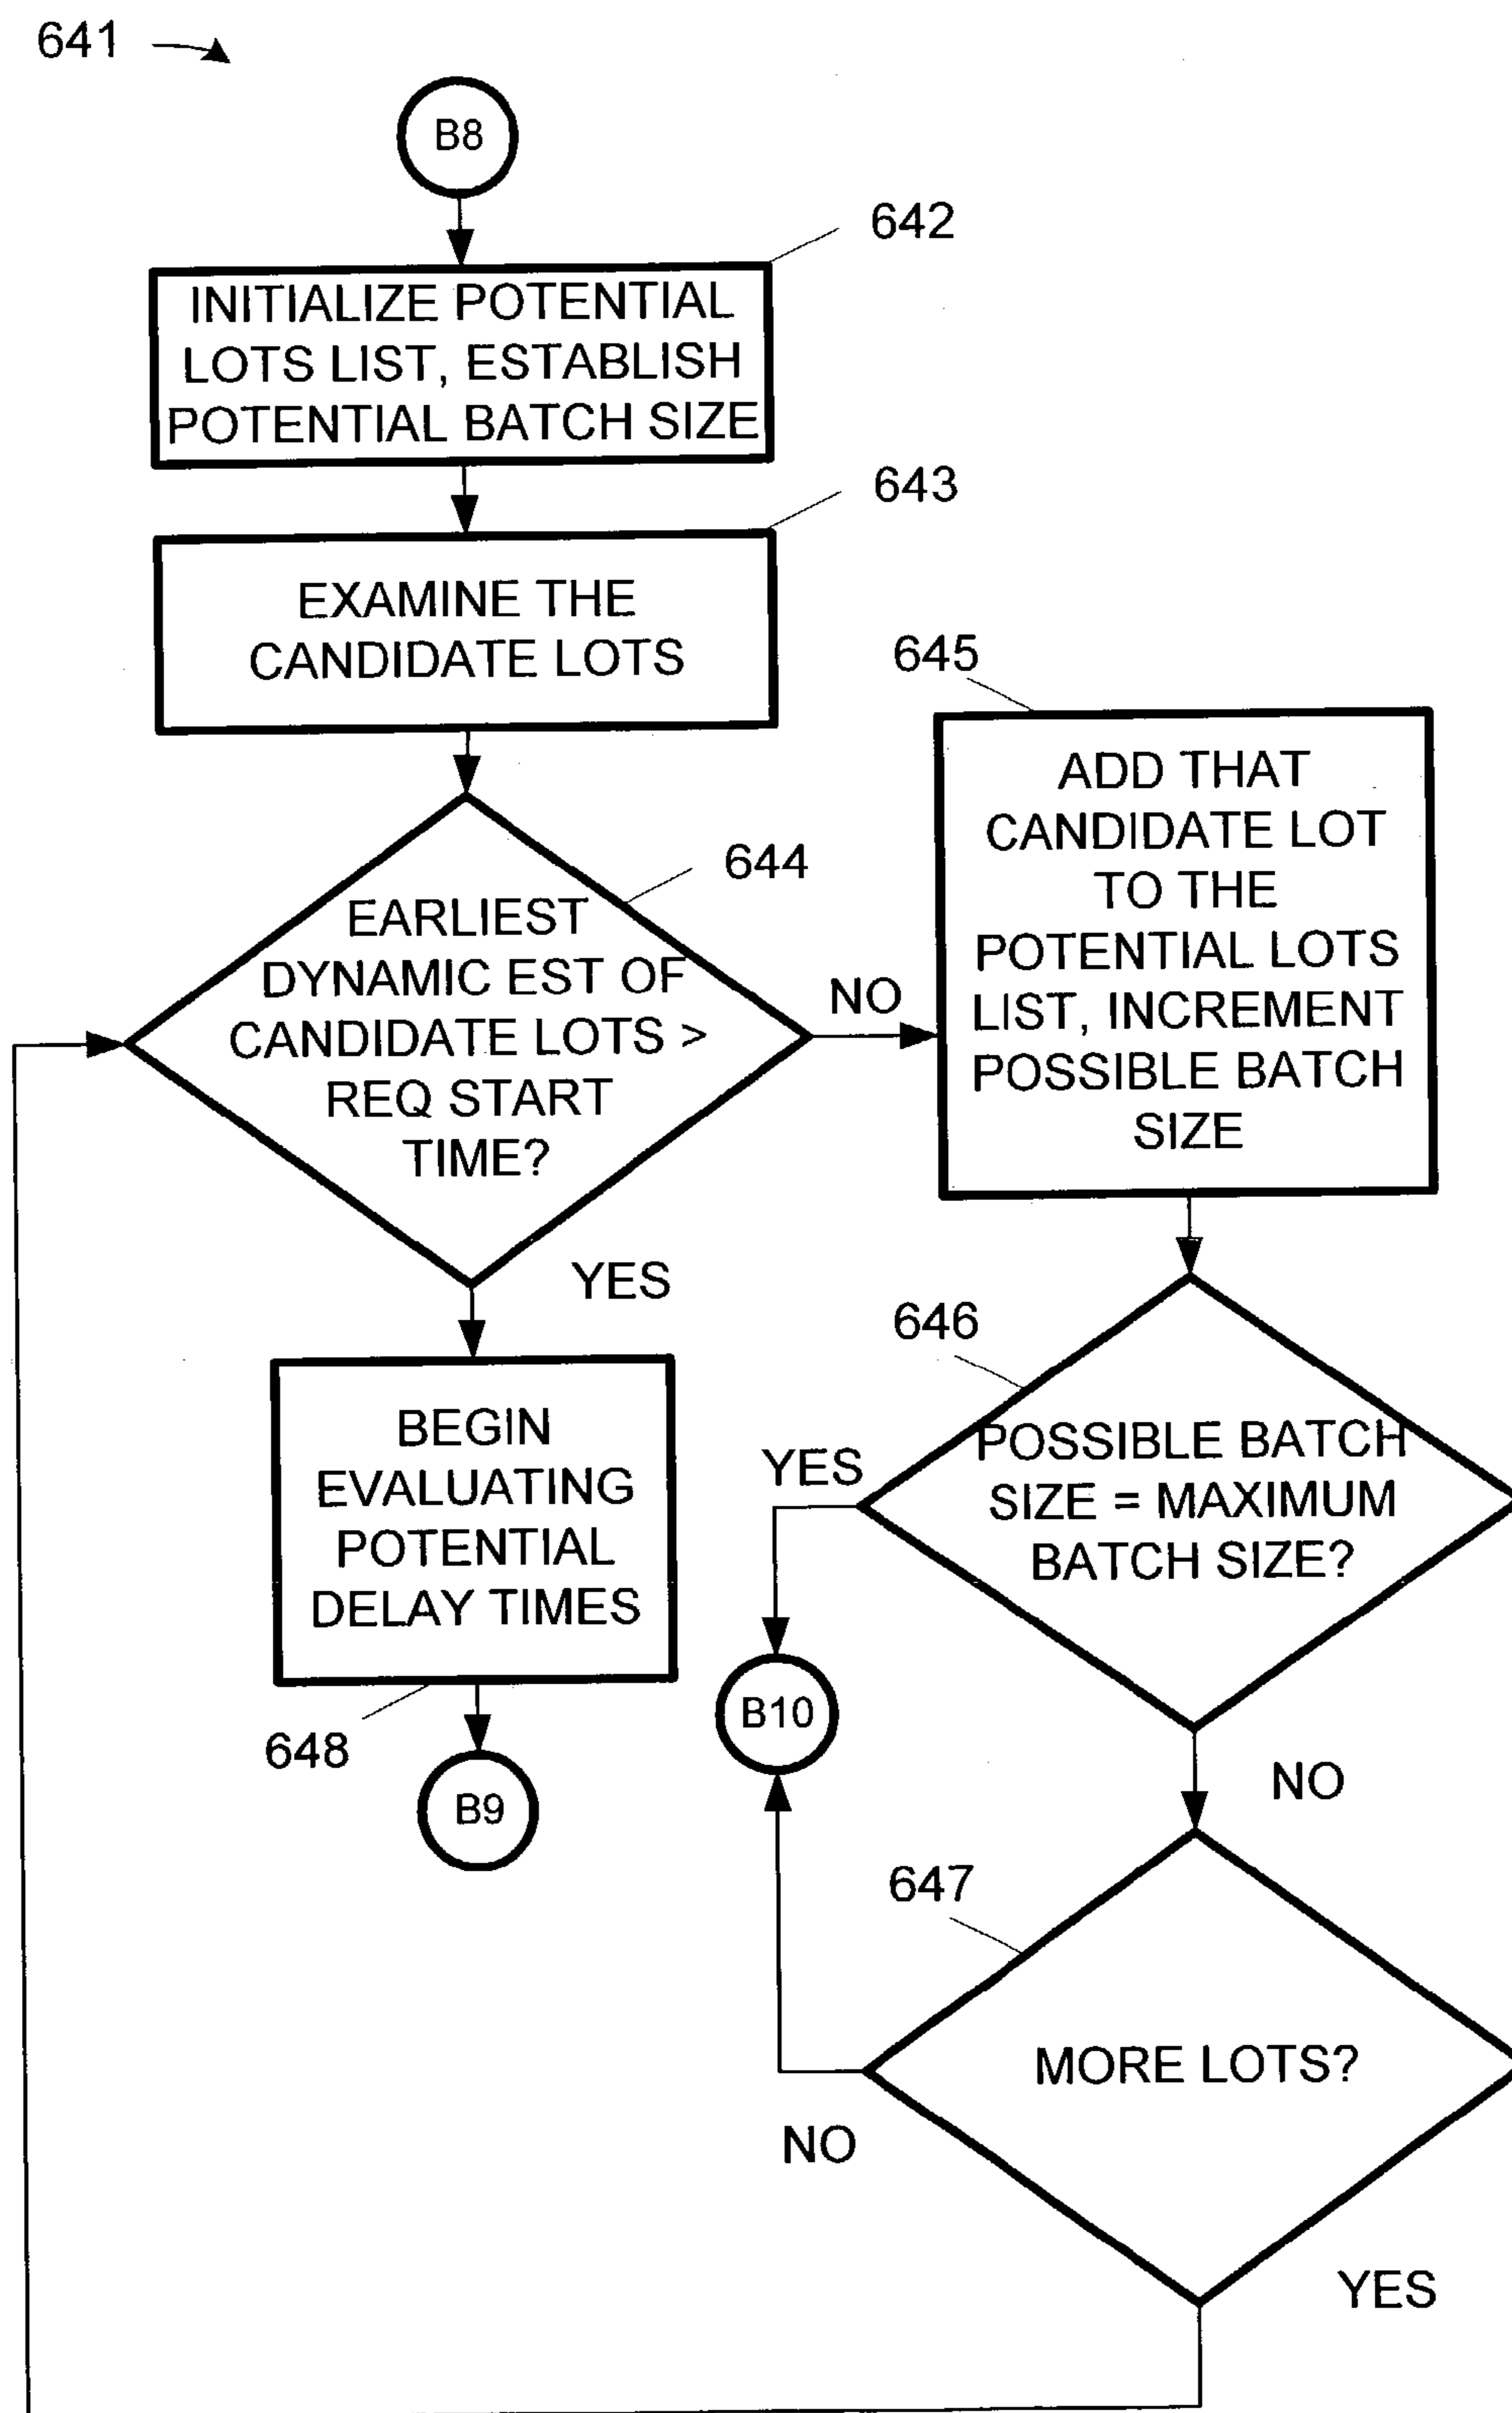 641
B8
642
INITIALIZE POTENTIAL
LOTS LIST, ESTABLISH
POTENTIAL BATCH SIZE
643
EXAMINE THE
CANDIDATE LOTS
644
EARLIEST
DYNAMIC EST OF
CANDIDATE LOTS >
REQ START
TIME?
NO
645
ADD THAT
CANDIDATE LOT
TO THE
POTENTIAL LOTS
LIST, INCREMENT
POSSIBLE BATCH
SIZE
YES
BEGIN
EVALUATING
POTENTIAL
DELAY TIMES
648
B9
646
POSSIBLE BATCH
SIZE = MAXIMUM
BATCH SIZE?
YES
B10
NO
647
MORE LOTS?
NO
YES